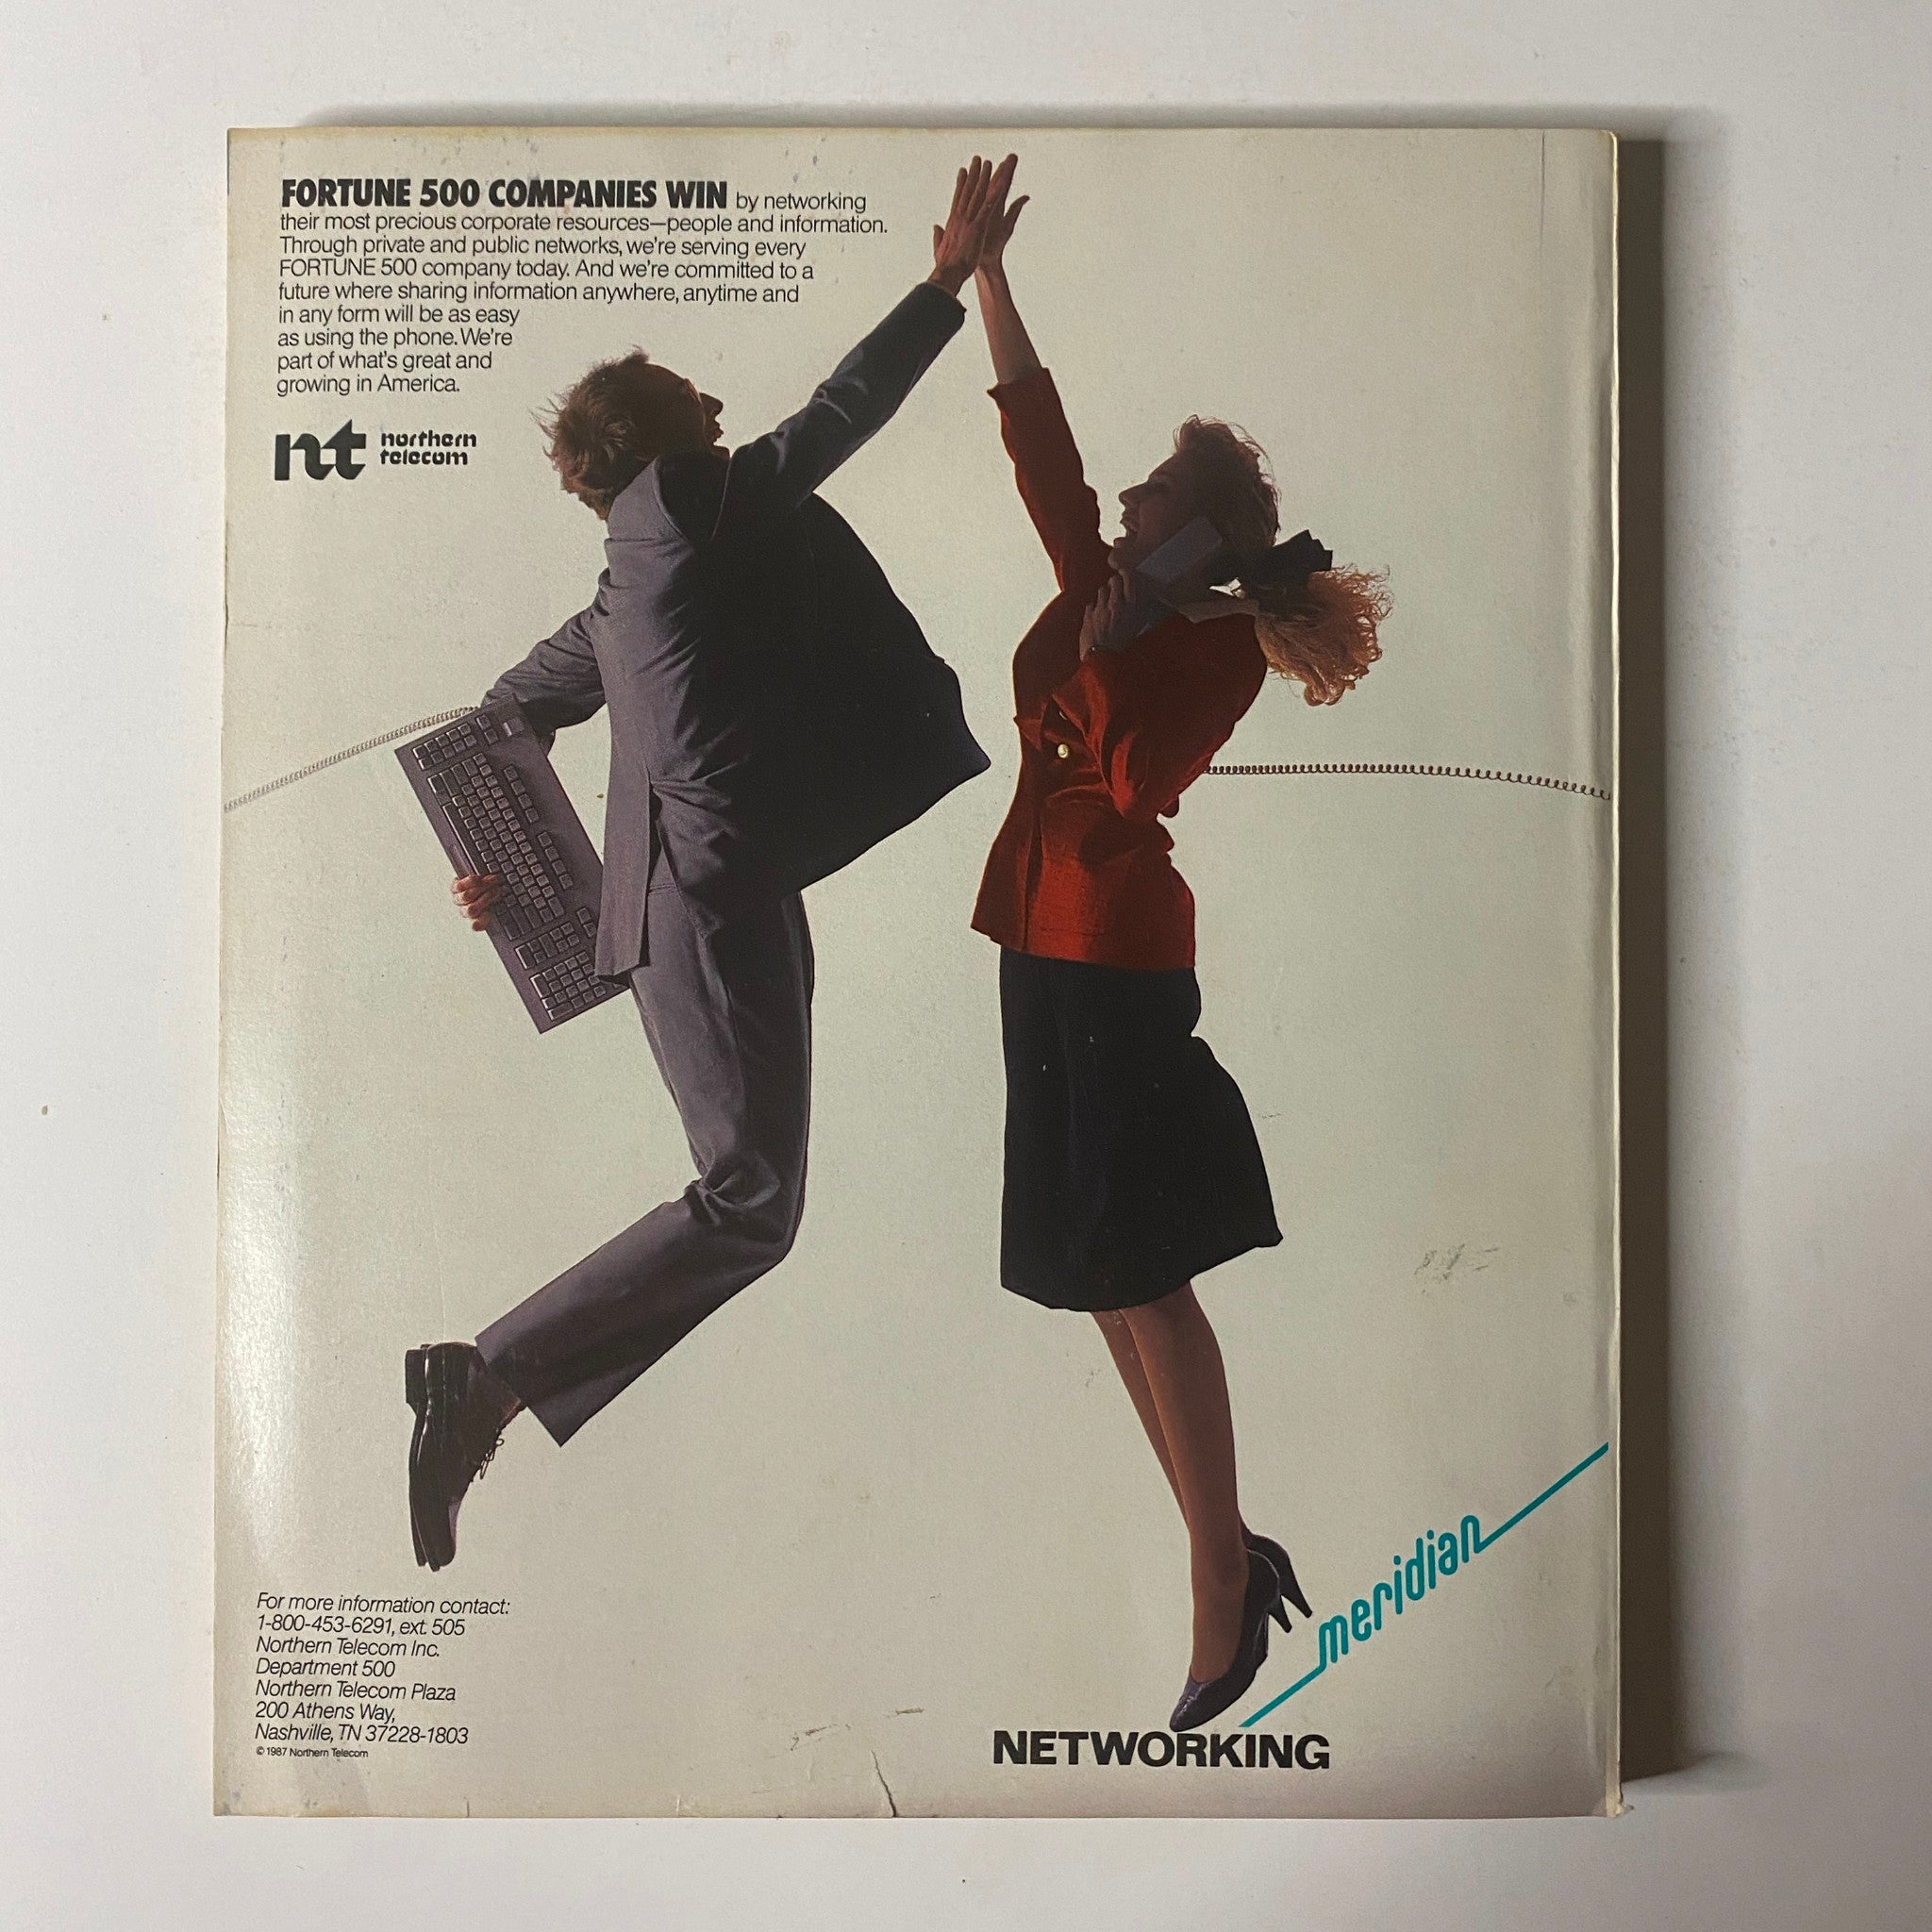 FORTUNE 500 COMPANIES WIN by networking
their most precious corporate resources—people and information.
Through private and public networks, we're serving every
FORTUNE 500 company today. And we're committed to a
future where sharing information anywhere, anytime and
in any form will be as easy
as using the phone. We're
part of what's great and
growing in America.
nt northern
telecom
For more information contact:
1-800-453-6291, ext. 505
Northern Telecom Inc.
Department 500
Northern Telecom Plaza
200 Athens Way,
Nashville, TN 37228-1803
© 1987 Northern Telecom
meridian
NETWORKING